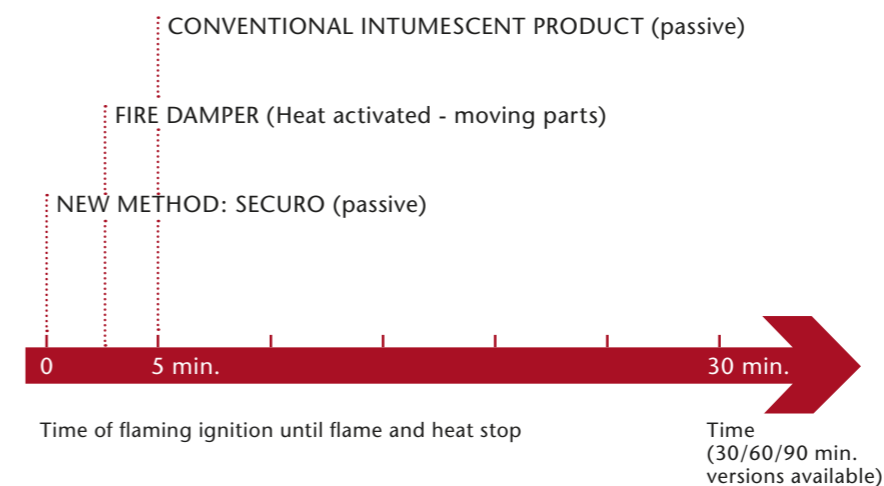 CONVENTIONAL INTUMESCENT PRODUCT (passive)
FIRE DAMPER (Heat activated - moving parts)
NEW METHOD: SECURO (passive)
0 5 min. 30 min.
Time of flaming ignition until flame and heat stop
Time
(30/60/90 min.
versions available)